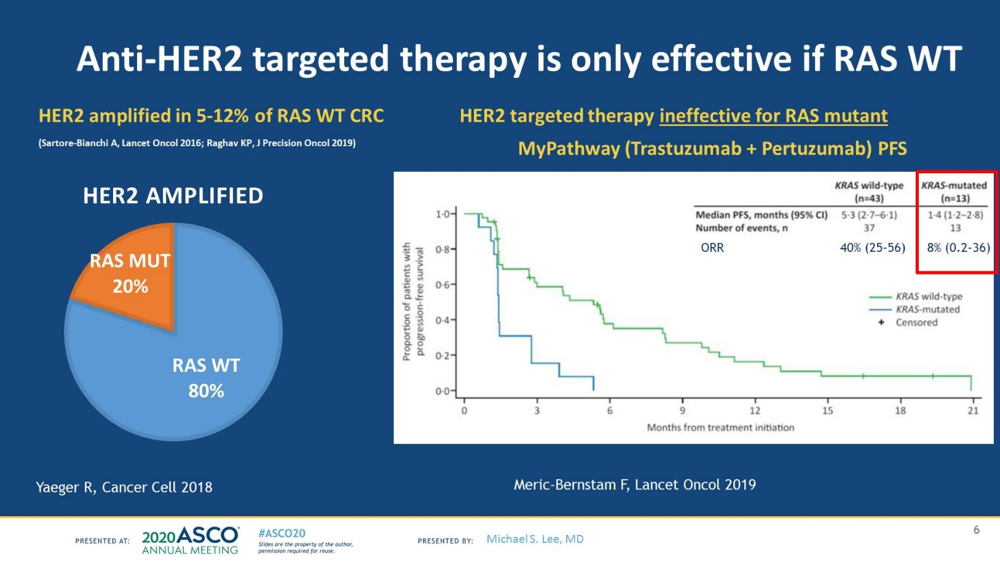 Anti-HER2 targeted therapy is only effective if RAS WT
HER2 amplified in 5-12% of RAS WT CRC
(Sartore-Bianchi A, Lancet Oncol 2016; Raghav KP, J Precision Oncol 2019)
HER2 AMPLIFIED
RAS MUT
20%
RAS WT
80%
Yaeger R, Cancer Cell 2018
HER2 targeted therapy ineffective for RAS mutant
MyPathway (Trastuzumab + Pertuzumab) PFS
KRAS wild-type KRAS-mutated
(n=43) (n=13)
Median PFS, months (95% CI) 5·3 (2·7–6·1) 1·4 (1·2–2·8)
Number of events, n 37 13
ORR 40% (25-56) 8% (0.2-36)
KRAS wild-type
KRAS-mutated
+ Censored
Proportion of patients with
progression-free survival
1·0
0·8
0·6
0·4
0·2
0·0
0 3 6 9 12 15 18 21
Months from treatment initiation
Meric-Bernstam F, Lancet Oncol 2019
PRESENTED AT:
2020 ASCO
ANNUAL MEETING
#ASCO20
Slides are the property of the author,
permission required for reuse.
PRESENTED BY: Michael S. Lee, MD
6